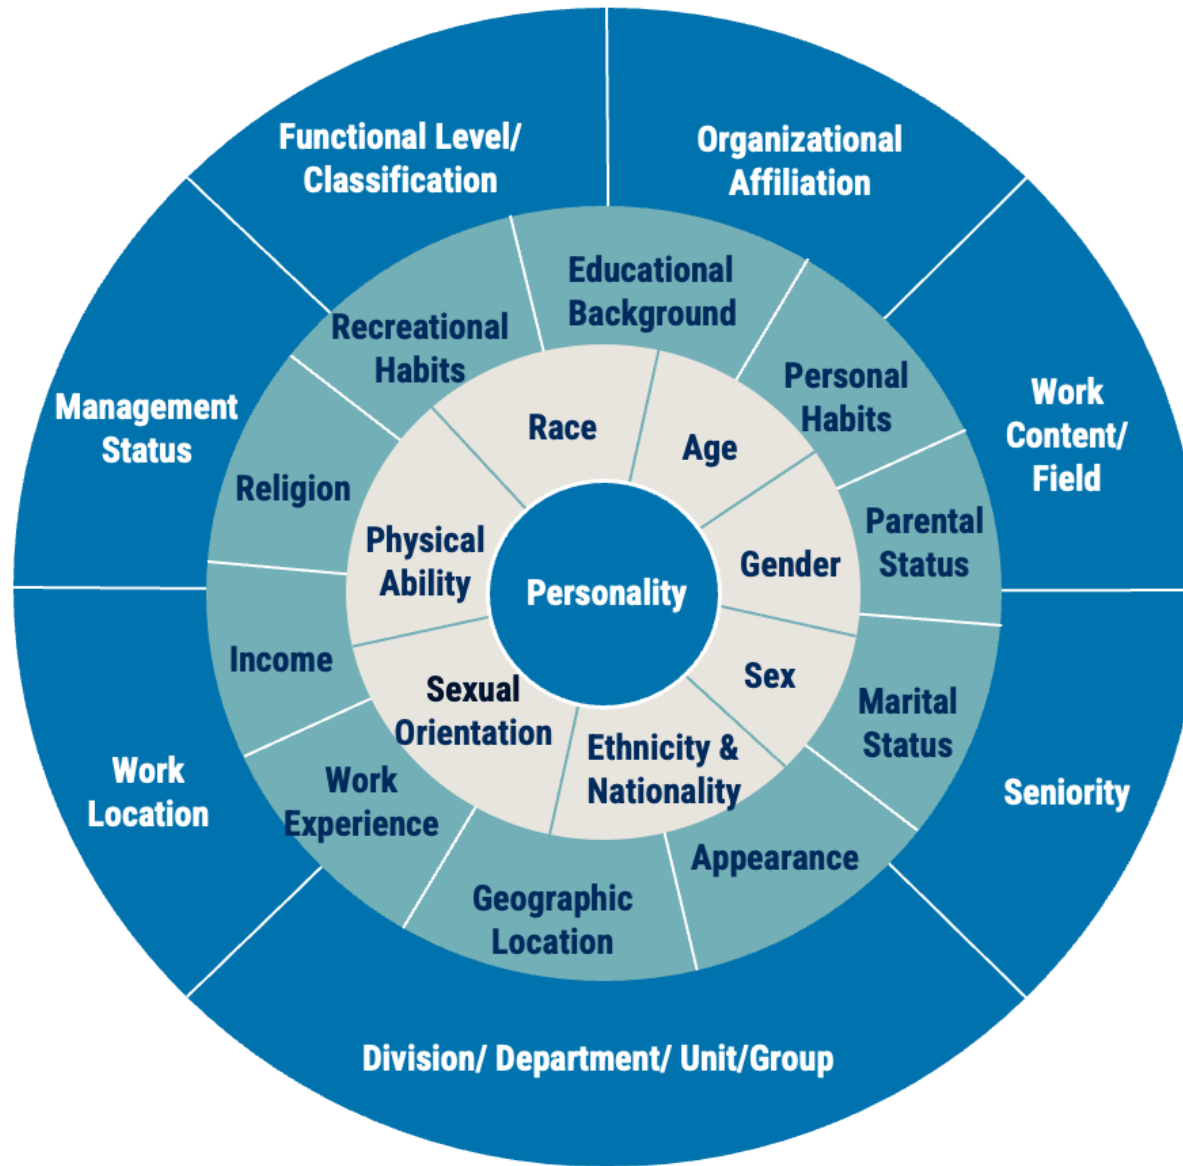 Functional Level/
Classification
Organizational
Affiliation
Work
Content/
Field
Seniority
Division/ Department/ Unit/Group
Work
Location
Management
Status
Educational
Background
Personal
Habits
Parental
Status
Marital
Status
Appearance
Geographic
Location
Work
Experience
Income
Religion
Recreational
Habits
Race
Age
Gender
Sex
Ethnicity &
Nationality
Sexual
Orientation
Physical
Ability
Personality